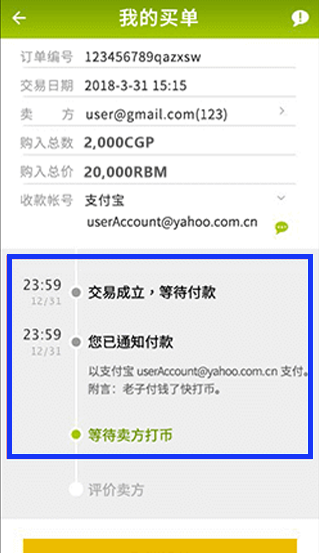 我的买单
订单编号 123456789qazxsw
交易日期 2018-3-31 15:15
卖方 user@gmail.com(123)
购入总数 2,000CGP
购入总价 20,000RBM
收款帐号 支付宝
userAccount@yahoo.com.cn
23:59 交易成立，等待付款
12/31
23:59 您已通知付款
12/31
以支付宝 userAccount@yahoo.com.cn 支付。
附言：老子付钱了快打币。
等待卖方打币
评价卖方